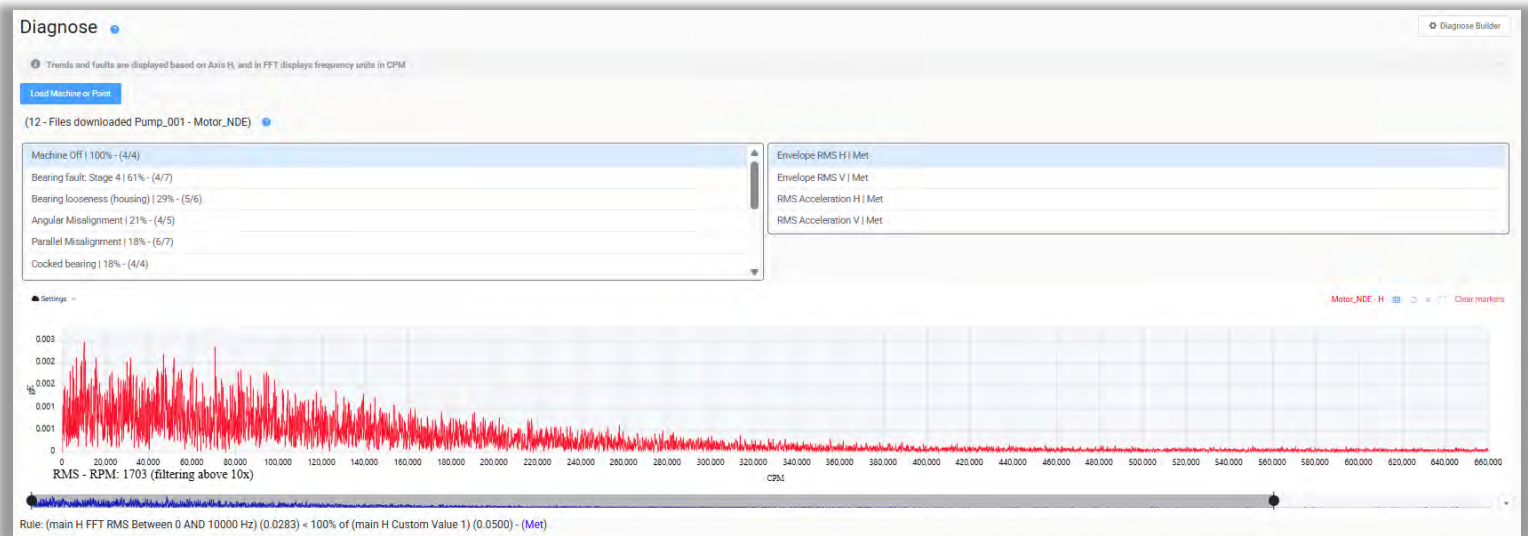 Diagnose
Diagnose Builder
Trends and faults are displayed based on Axis H, and in FFT displays frequency units in CPM
Load Machine or Point
(12 - Files downloaded Pump_001 - Motor_NDE)
Machine Off | 100% - (4/4)
Bearing fault: Stage 4 | 61% - (4/7)
Bearing looseness (housing) | 29% - (5/6)
Angular Misalignment | 21% - (4/5)
Parallel Misalignment | 18% - (6/7)
Cocked bearing | 18% - (4/4)
Envelope RMS H | Met
Envelope RMS V | Met
RMS Acceleration H | Met
RMS Acceleration V | Met
Settings
Motor_NDE - H
Clear markers
0.003
0.002
0.002
0.001
0.001
0
0 20.000 40.000 60.000 80.000 100.000 120.000 140.000 160.000 180.000 200.000 220.000 240.000 260.000 280.000 300.000 320.000 340.000 360.000 380.000 400.000 420.000 440.000 460.000 480.000 500.000 520.000 540.000 560.000 580.000 600.000 620.000 640.000 660.000
RMS - RPM: 1703 (filtering above 10x)
CPM
Rule: (main H FFT RMS Between 0 AND 10000 Hz) (0.0283) < 100% of (main H Custom Value 1) (0.0500) - (Met)